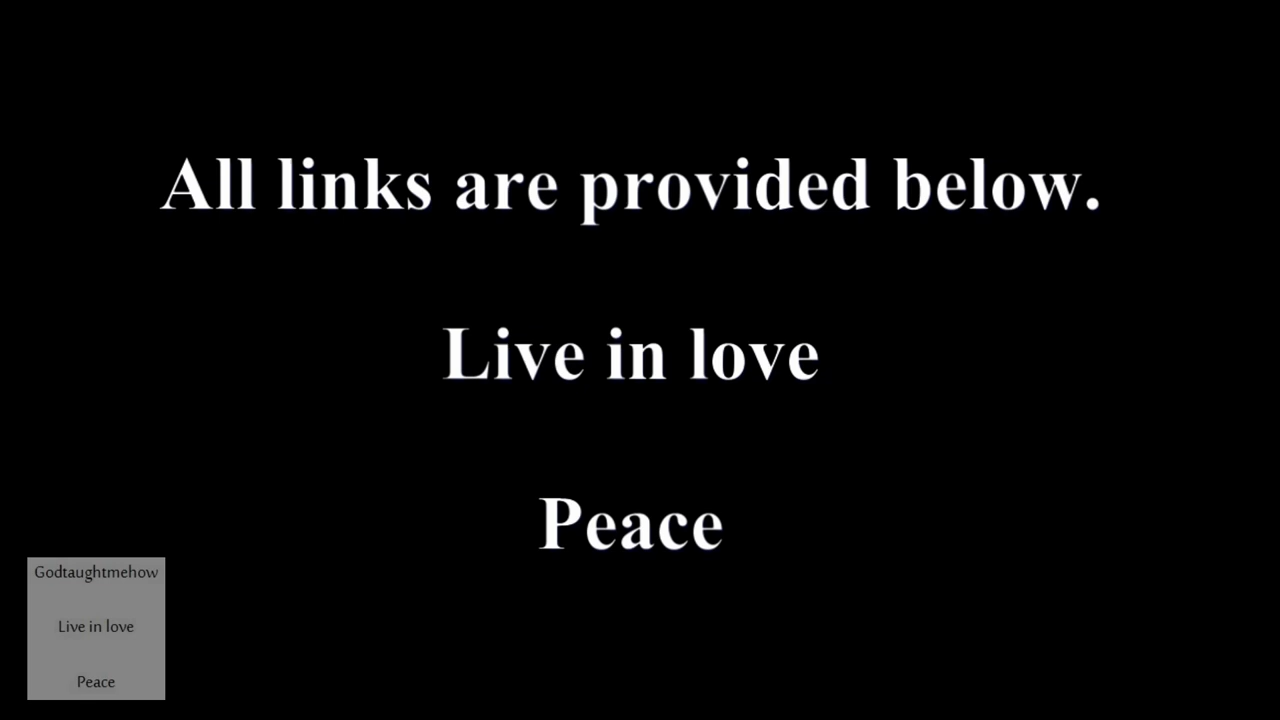 All links are provided below.
Live in love
Peace
Godtaughtmehow
Live in love
Peace